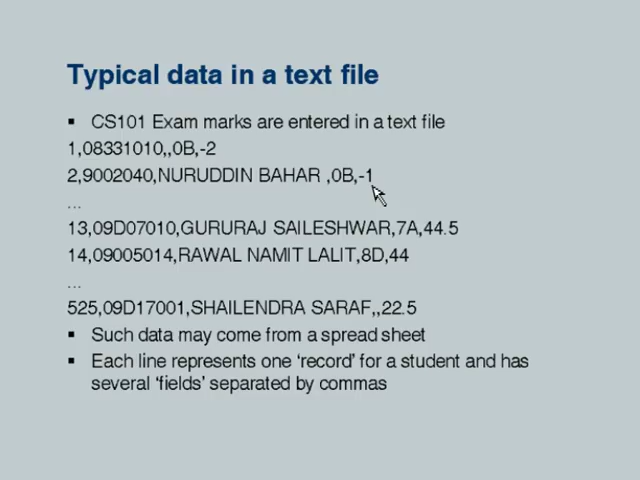 Typical data in a text file
▪ CS101 Exam marks are entered in a text file
1,08331010,,0B,-2
2,9002040,NURUDDIN BAHAR ,0B,-1
...
13,09D07010,GURURAJ SAILESHWAR,7A,44.5
14,09005014,RAWAL NAMIT LALIT,8D,44
...
525,09D17001,SHAILENDRA SARAF,,22.5
▪ Such data may come from a spread sheet
▪ Each line represents one ‘record’ for a student and has
several ‘fields’ separated by commas